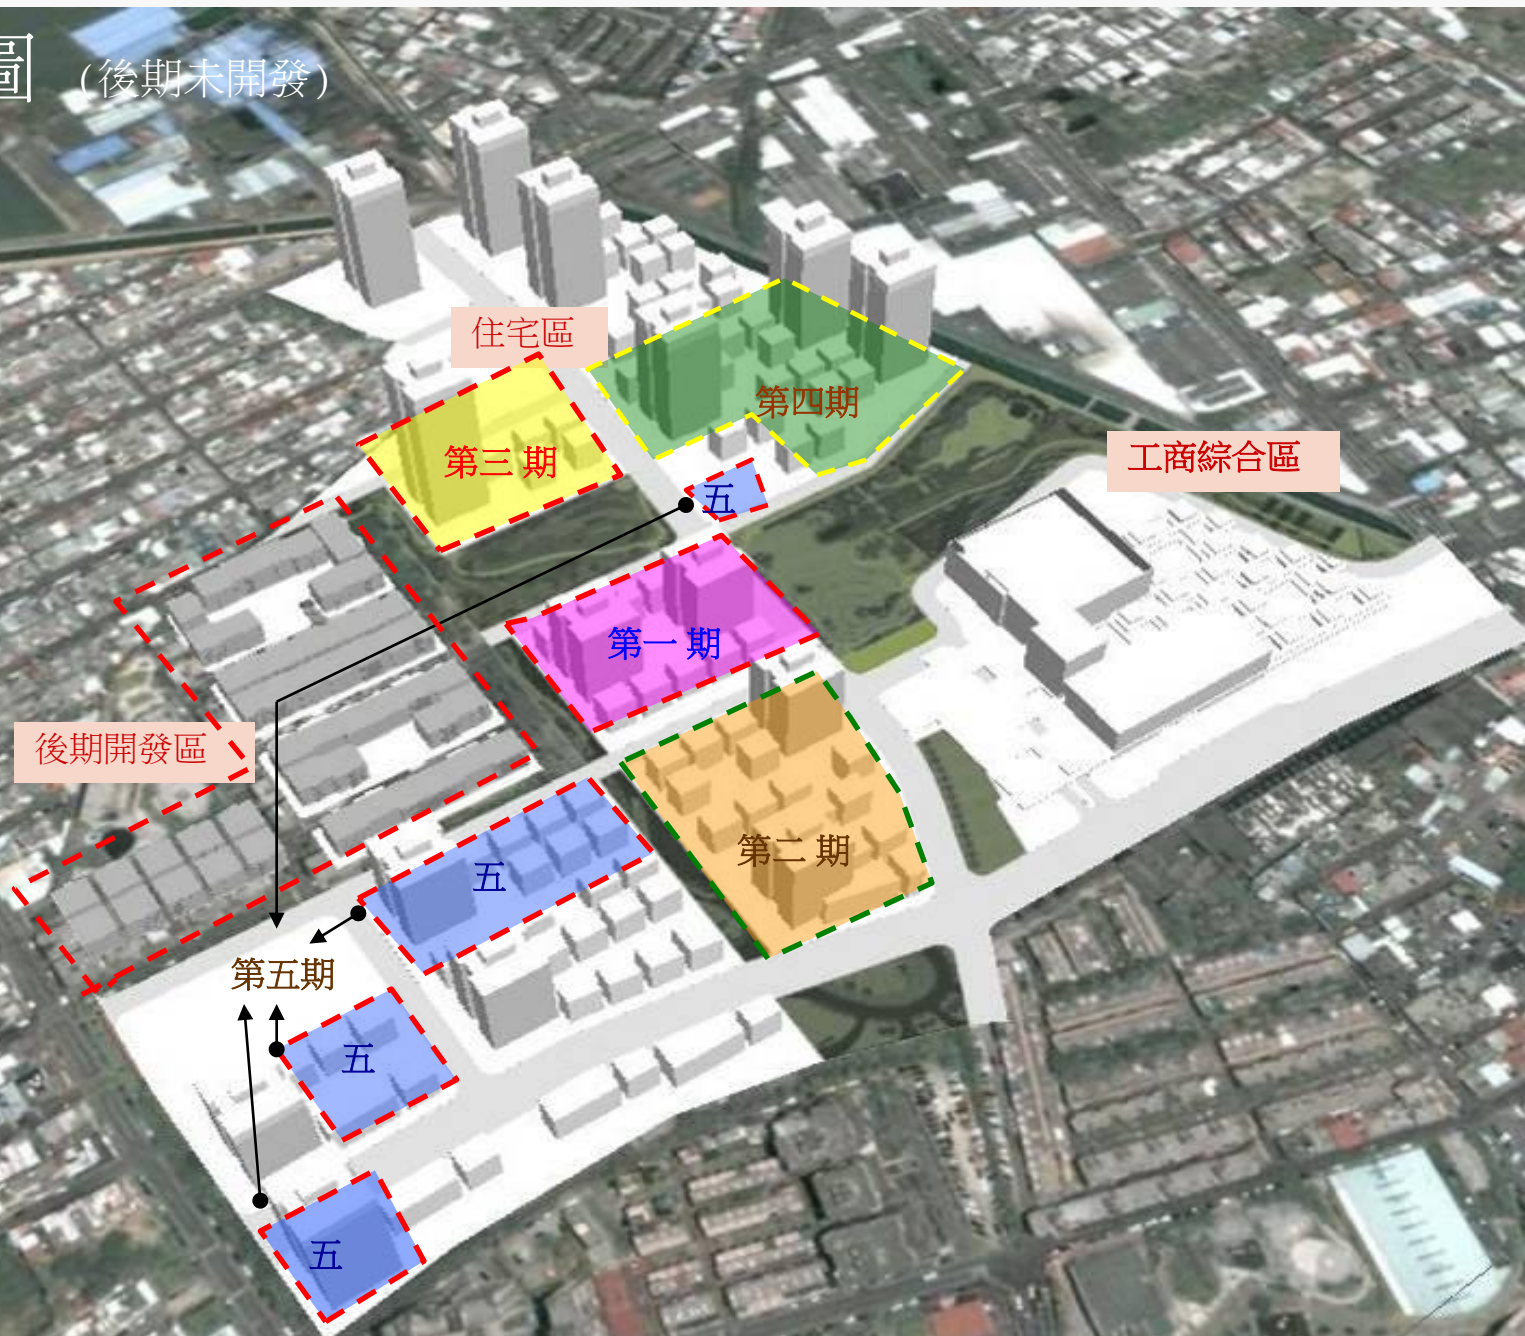 圖 (後期未開發)
住宅區
第四期
第三 期
工商綜合區
五
第一 期
後期開發區
第二 期
五
第五期
五
五